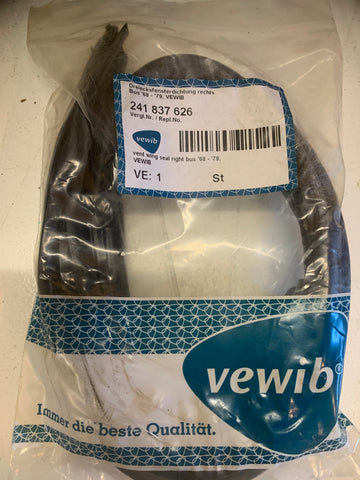 Dreiecksfensterdichtung rechts
Bus '68 - '79, VEWIB
241 837 626
Vergl.Nr. / Repl.No.
vewib
vent wing seal right bus '68 - '79,
VEWIB
VE: 1 St
vewib®
Immer die beste Qualität.